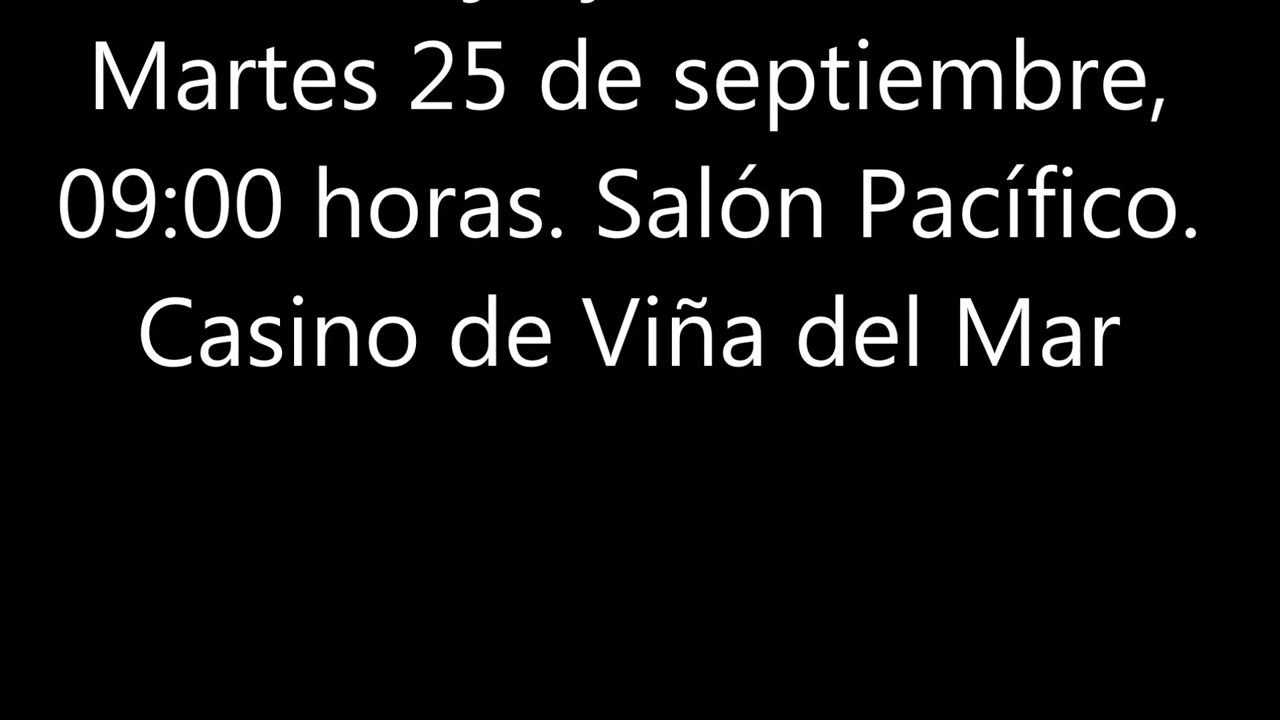 Martes 25 de septiembre,
09:00 horas. Salón Pacífico.
Casino de Viña del Mar